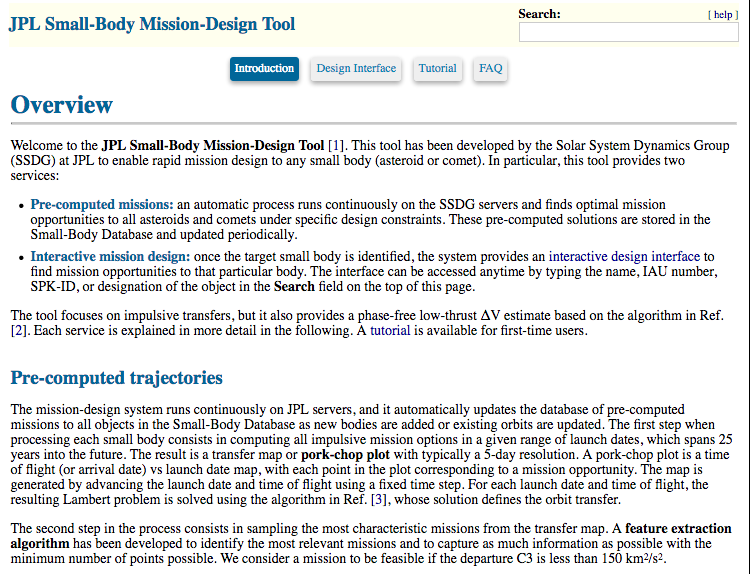 JPL Small-Body Mission-Design Tool
Search:
[ help ]
Introduction
Design Interface
Tutorial
FAQ
Overview
Welcome to the JPL Small-Body Mission-Design Tool [1]. This tool has been developed by the Solar System Dynamics Group
(SSDG) at JPL to enable rapid mission design to any small body (asteroid or comet). In particular, this tool provides two
services:
• Pre-computed missions: an automatic process runs continuously on the SSDG servers and finds optimal mission
opportunities to all asteroids and comets under specific design constraints. These pre-computed solutions are stored in the
Small-Body Database and updated periodically.
• Interactive mission design: once the target small body is identified, the system provides an interactive design interface to
find mission opportunities to that particular body. The interface can be accessed anytime by typing the name, IAU number,
SPK-ID, or designation of the object in the Search field on the top of this page.
The tool focuses on impulsive transfers, but it also provides a phase-free low-thrust ΔV estimate based on the algorithm in Ref.
[2]. Each service is explained in more detail in the following. A tutorial is available for first-time users.
Pre-computed trajectories
The mission-design system runs continuously on JPL servers, and it automatically updates the database of pre-computed
missions to all objects in the Small-Body Database as new bodies are added or existing orbits are updated. The first step when
processing each small body consists in computing all impulsive mission options in a given range of launch dates, which spans 25
years into the future. The result is a transfer map or pork-chop plot with typically a 5-day resolution. A pork-chop plot is a time
of flight (or arrival date) vs launch date map, with each point in the plot corresponding to a mission opportunity. The map is
generated by advancing the launch date and time of flight using a fixed time step. For each launch date and time of flight, the
resulting Lambert problem is solved using the algorithm in Ref. [3], whose solution defines the orbit transfer.
The second step in the process consists in sampling the most characteristic missions from the transfer map. A feature extraction
algorithm has been developed to identify the most relevant missions and to capture as much information as possible with the
minimum number of points possible. We consider a mission to be feasible if the departure C3 is less than 150 km²/s².